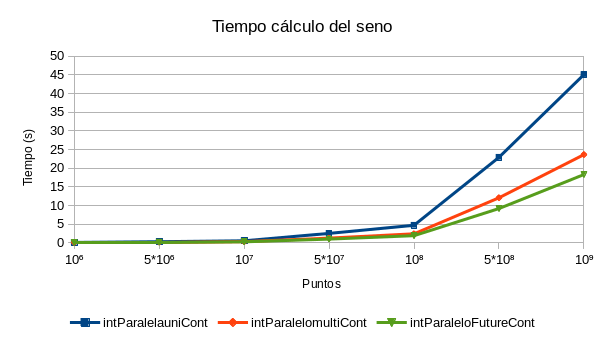 Tiempo cálculo del seno
50
45
40
35
30
25
20
15
10
5
0
Tiempo (s)
10⁶ 5*10⁶ 10⁷ 5*10⁷ 10⁸ 5*10⁸ 10⁹
Puntos
intParalelauniCont intParalelomultiCont intParaleloFutureCont